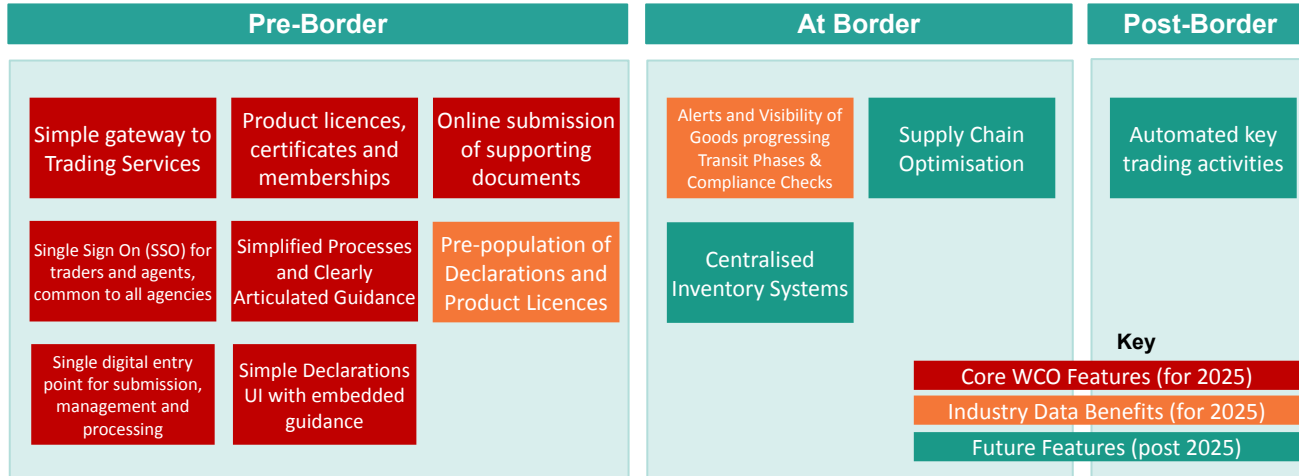 Pre-Border
At Border
Post-Border
Simple gateway to
Trading Services
Product licences,
certificates and
memberships
Online submission
of supporting
documents
Alerts and Visibility of
Goods progressing
Transit Phases &
Compliance Checks
Supply Chain
Optimisation
Automated key
trading activities
Single Sign On (SSO) for
traders and agents,
common to all agencies
Simplified Processes
and Clearly
Articulated Guidance
Pre-population of
Declarations and
Product Licences
Centralised
Inventory Systems
Single digital entry
point for submission,
management and
processing
Simple Declarations
UI with embedded
guidance
Key
Core WCO Features (for 2025)
Industry Data Benefits (for 2025)
Future Features (post 2025)